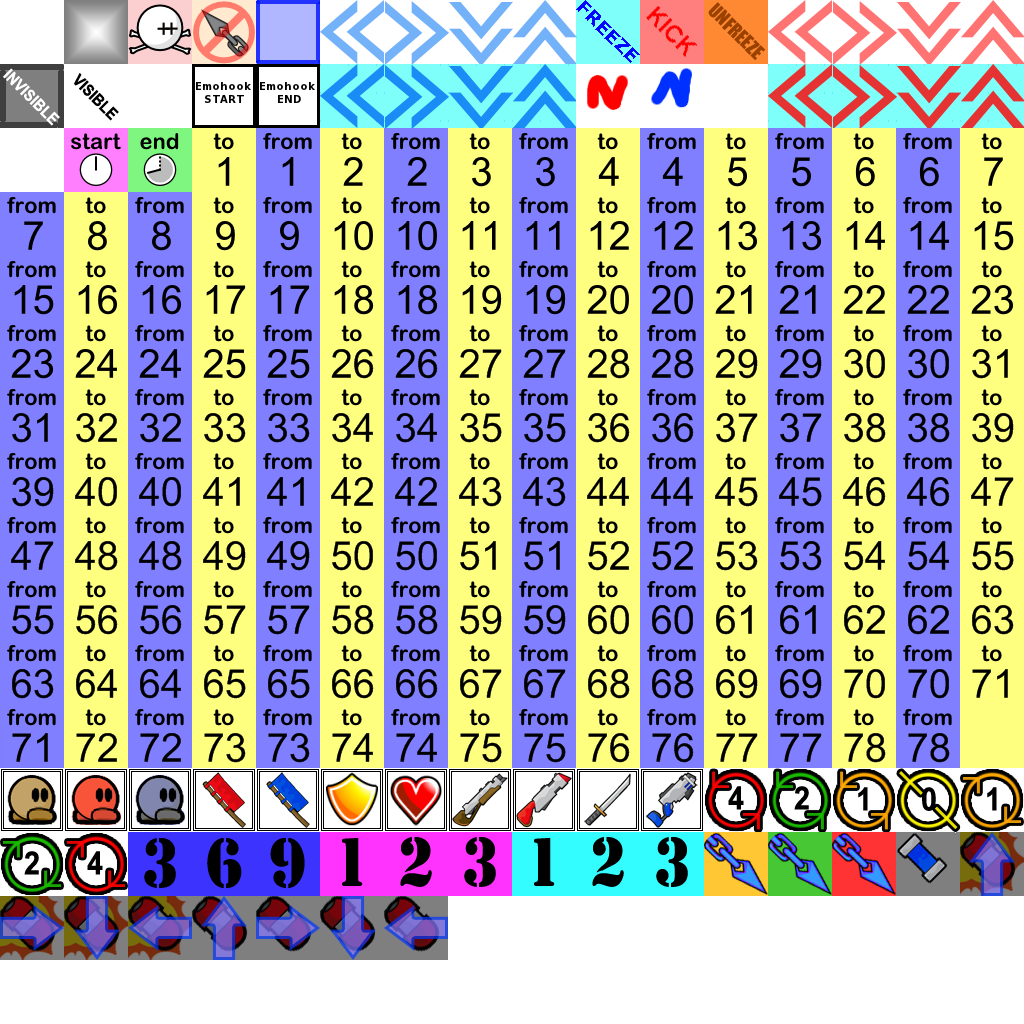 FREEZE KICK UNFREEZE
INVISIBLE VISIBLE
Emohook Emohook
START END
N N
start end to from to from to from to from to from to from to
1 1 2 2 3 3 4 4 5 5 6 6 7
from to from to from to from to from to from to from to from to
7 8 8 9 9 10 10 11 11 12 12 13 13 14 14 15
from to from to from to from to from to from to from to from to
15 16 16 17 17 18 18 19 19 20 20 21 21 22 22 23
from to from to from to from to from to from to from to from to
23 24 24 25 25 26 26 27 27 28 28 29 29 30 30 31
from to from to from to from to from to from to from to from to
31 32 32 33 33 34 34 35 35 36 36 37 37 38 38 39
from to from to from to from to from to from to from to from to
39 40 40 41 41 42 42 43 43 44 44 45 45 46 46 47
from to from to from to from to from to from to from to from to
47 48 48 49 49 50 50 51 51 52 52 53 53 54 54 55
from to from to from to from to from to from to from to from to
55 56 56 57 57 58 58 59 59 60 60 61 61 62 62 63
from to from to from to from to from to from to from to from to
63 64 64 65 65 66 66 67 67 68 68 69 69 70 70 71
from to from to from to from to from to from to from to from
71 72 72 73 73 74 74 75 75 76 76 77 77 78 78
4 2 1 0 1
2 4 3 6 9 1 2 3 1 2 3